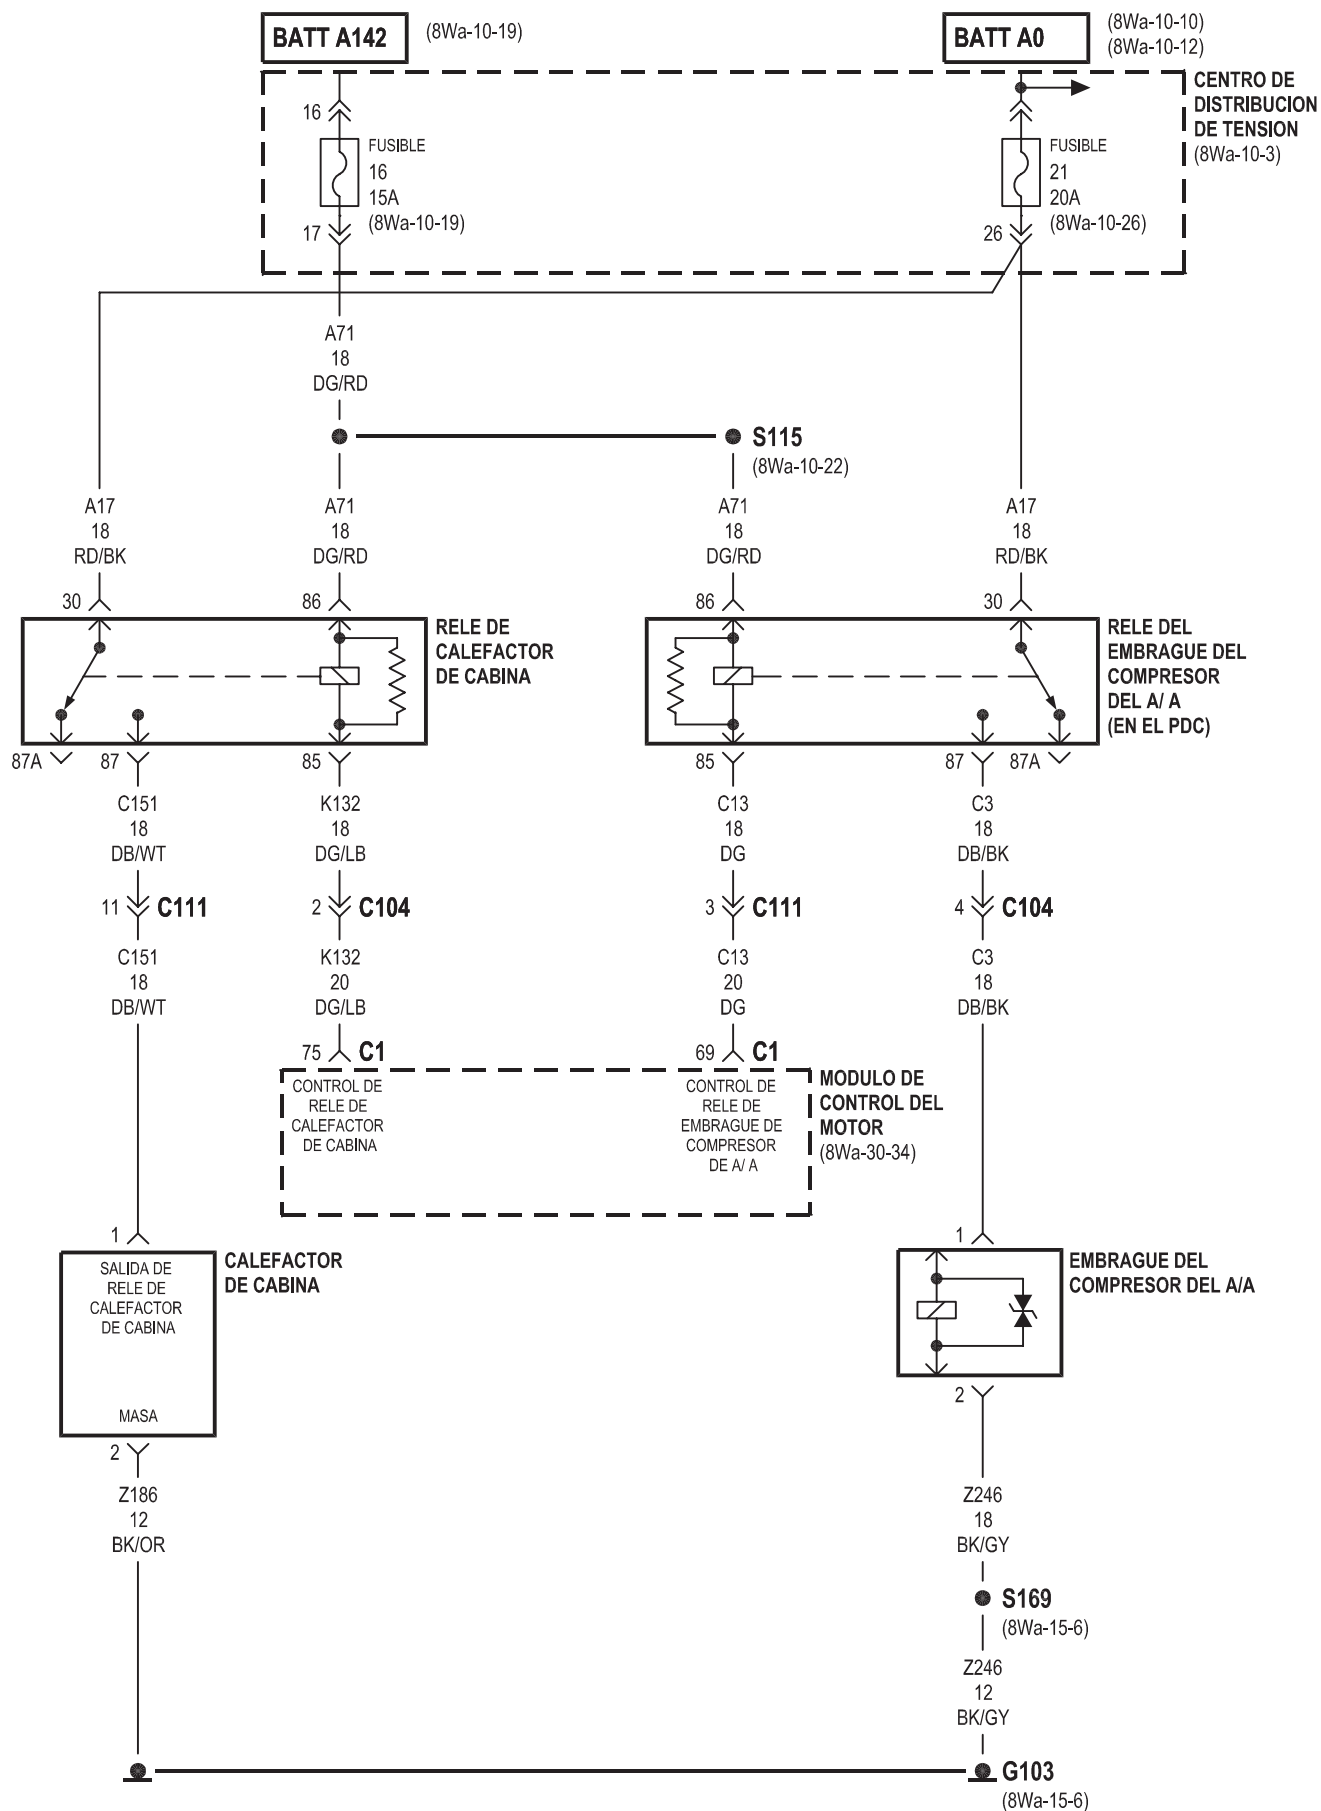 BATT A142
(8Wa-10-19)
BATT A0
(8Wa-10-10)
(8Wa-10-12)
CENTRO DE
DISTRIBUCION
DE TENSION
(8Wa-10-3)
16
FUSIBLE
16
15A
(8Wa-10-19)
17
FUSIBLE
21
20A
(8Wa-10-26)
26
A71
18
DG/RD
S115
(8Wa-10-22)
A17
18
RD/BK
A71
18
DG/RD
A71
18
DG/RD
A17
18
RD/BK
30
86
86
30
RELE DE
CALEFACTOR
DE CABINA
RELE DEL
EMBRAGUE DEL
COMPRESOR
DEL A/ A
(EN EL PDC)
87A
87
85
85
87
87A
C151
18
DB/WT
K132
18
DG/LB
C13
18
DG
C3
18
DB/BK
11 C111
2 C104
3 C111
4 C104
C151
18
DB/WT
K132
20
DG/LB
C13
20
DG
C3
18
DB/BK
75 C1
69 C1
CONTROL DE
RELE DE
CALEFACTOR
DE CABINA
CONTROL DE
RELE DE
EMBRAGUE DE
COMPRESOR
DE A/ A
MODULO DE
CONTROL DEL
MOTOR
(8Wa-30-34)
1
SALIDA DE
RELE DE
CALEFACTOR
DE CABINA
MASA
CALEFACTOR
DE CABINA
2
1
EMBRAGUE DEL
COMPRESOR DEL A/A
2
Z186
12
BK/OR
Z246
18
BK/GY
S169
(8Wa-15-6)
Z246
12
BK/GY
G103
(8Wa-15-6)